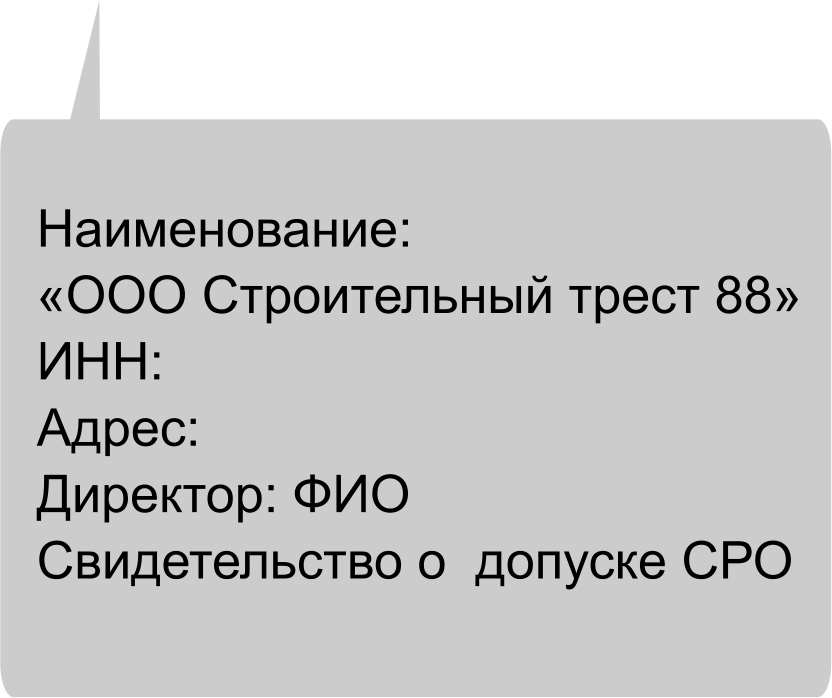 Наименование:
«ООО Строительный трест 88»
ИНН:
Адрес:
Директор: ФИО
Свидетельство о  допуске СРО